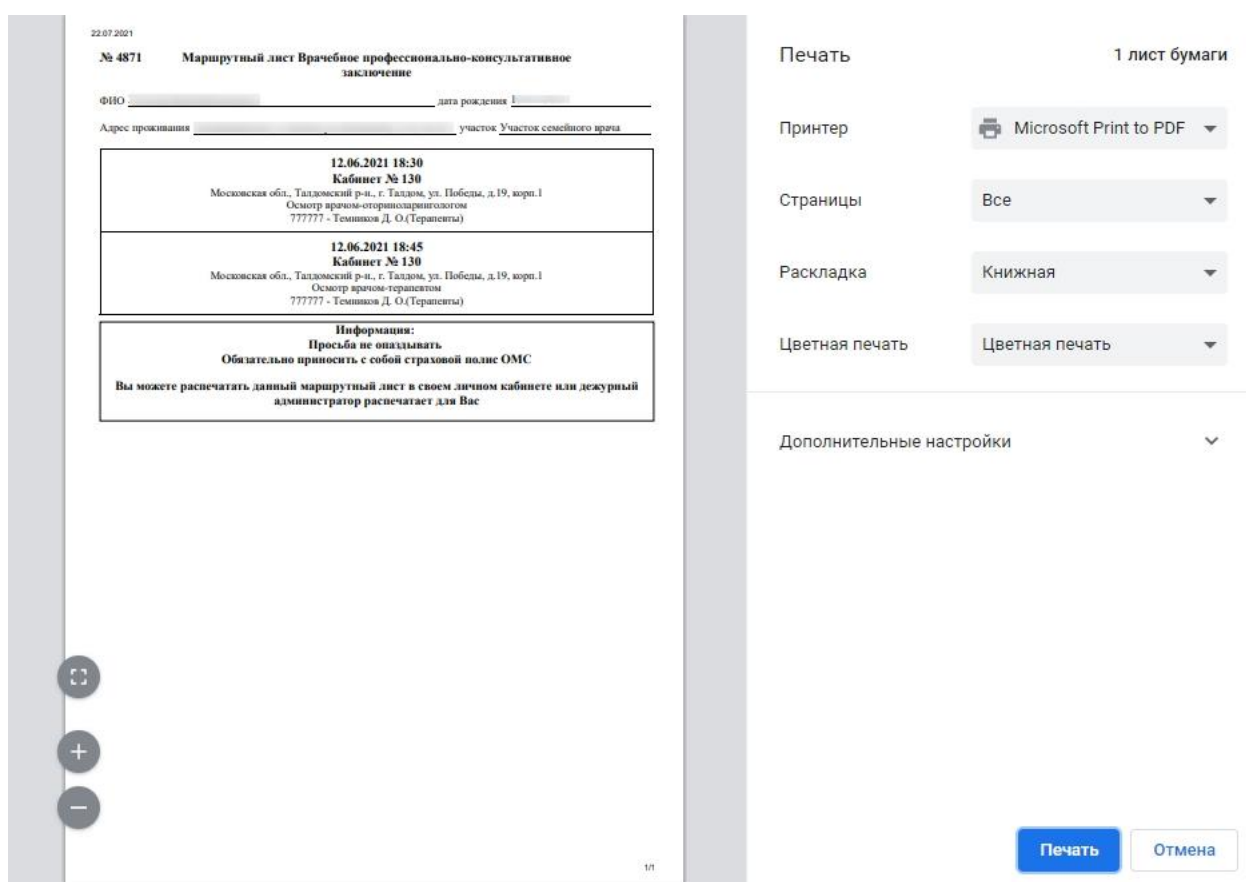 22.07.2021
№ 4871 Маршрутный лист Врачебное профессионально-консультативное
заключение
ФИО дата рождения 1
Адрес проживания участок Участок семейного врача
12.06.2021 18:30
Кабинет № 130
Московская обл., Талдомский р-н., г. Талдом, ул. Победы, д.19, корп.1
Осмотр врачом-оториноларингологом
777777 - Темников Д. О.(Терапевты)
12.06.2021 18:45
Кабинет № 130
Московская обл., Талдомский р-н., г. Талдом, ул. Победы, д.19, корп.1
Осмотр врачом-терапевтом
777777 - Темников Д. О.(Терапевты)
Информация:
Просьба не опаздывать
Обязательно приносить с собой страховой полис ОМС
Вы можете распечатать данный маршрутный лист в своем личном кабинете или дежурный
администратор распечатает для Вас
1/1
Печать 1 лист бумаги
Принтер Microsoft Print to PDF
Страницы Все
Раскладка Книжная
Цветная печать Цветная печать
Дополнительные настройки
Печать Отмена